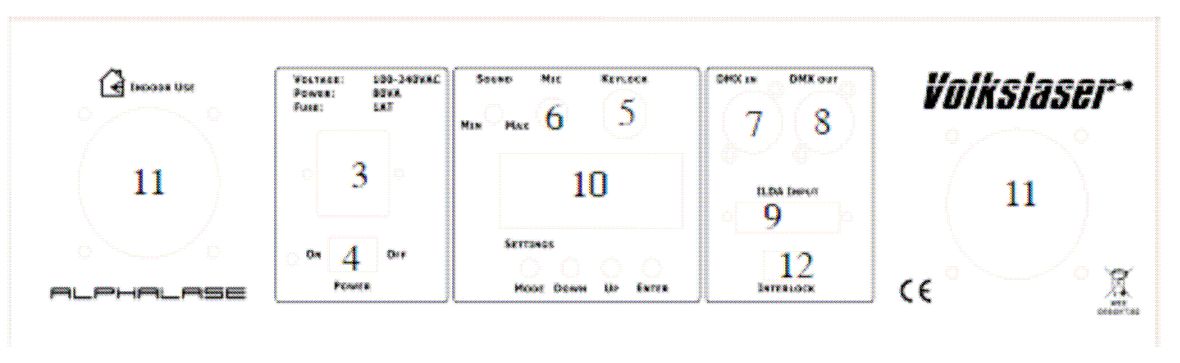 Indoor Use
11
ALPHALASE
Voltage: 100-240VAC
Power: 80VA
Fuse: 1AT
3
On 4 Off
Power
Sound Mic Keylock
Min Max 6 5
10
Settings
Mode Down Up Enter
DMX in DMX out
7 8
ILDA Input
9
12
Interlock
Volkslaser
11
CE